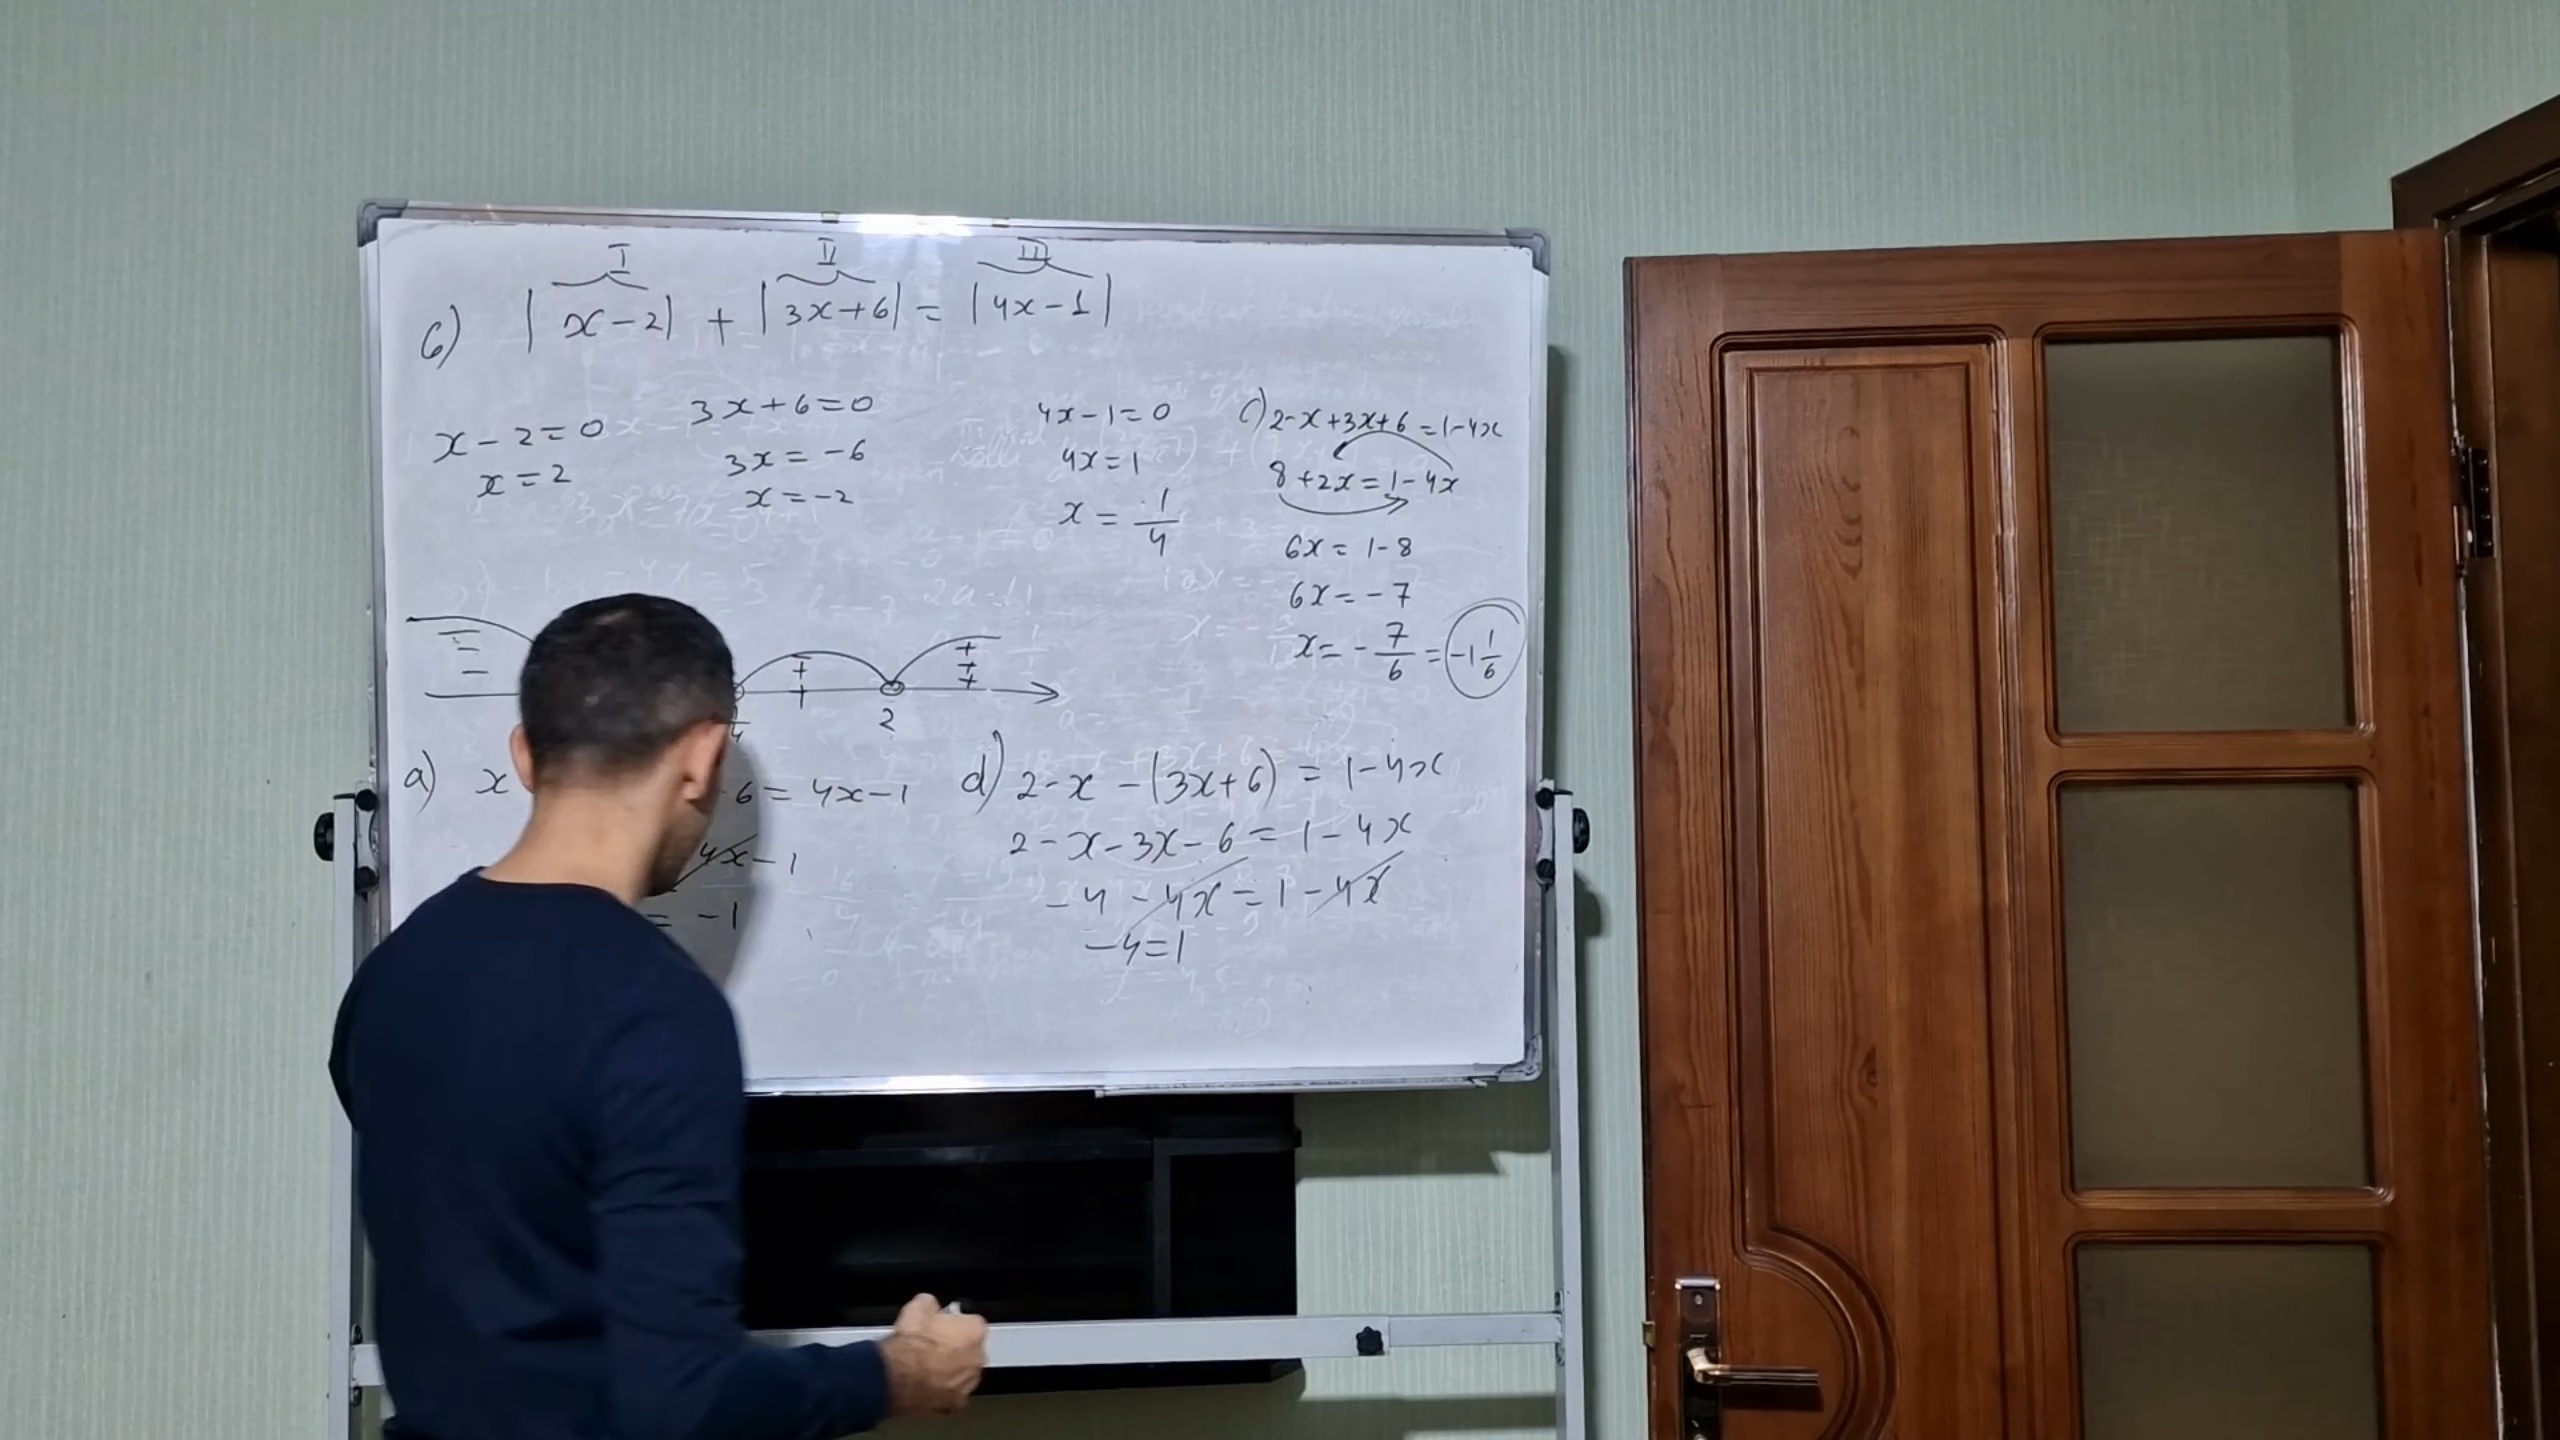 I II III
6) |x-2| + |3x+6| = |4x-1|
x-2=0
x=2
3x+6=0
3x=-6
x=-2
4x-1=0
4x=1
x=1/4
c) 2-x+3x+6=1-4x
8+2x=1-4x
6x=1-8
6x=-7
x=-7/6=-1 1/6
- - -
+ +
+ + +
2
a) x 6=4x-1
4x-1
= -1
d) 2-x-(3x+6)=1-4x
2-x-3x-6=1-4x
-4-4x=1-4x
-4=1